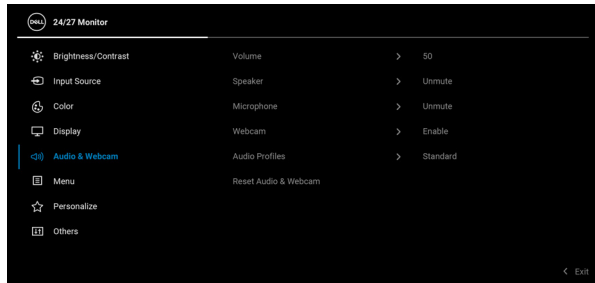 DELL 24/27 Monitor
Brightness/Contrast Volume > 50
Input Source Speaker > Unmute
Color Microphone > Unmute
Display Webcam > Enable
Audio & Webcam Audio Profiles > Standard
Menu Reset Audio & Webcam
Personalize
Others
< Exit